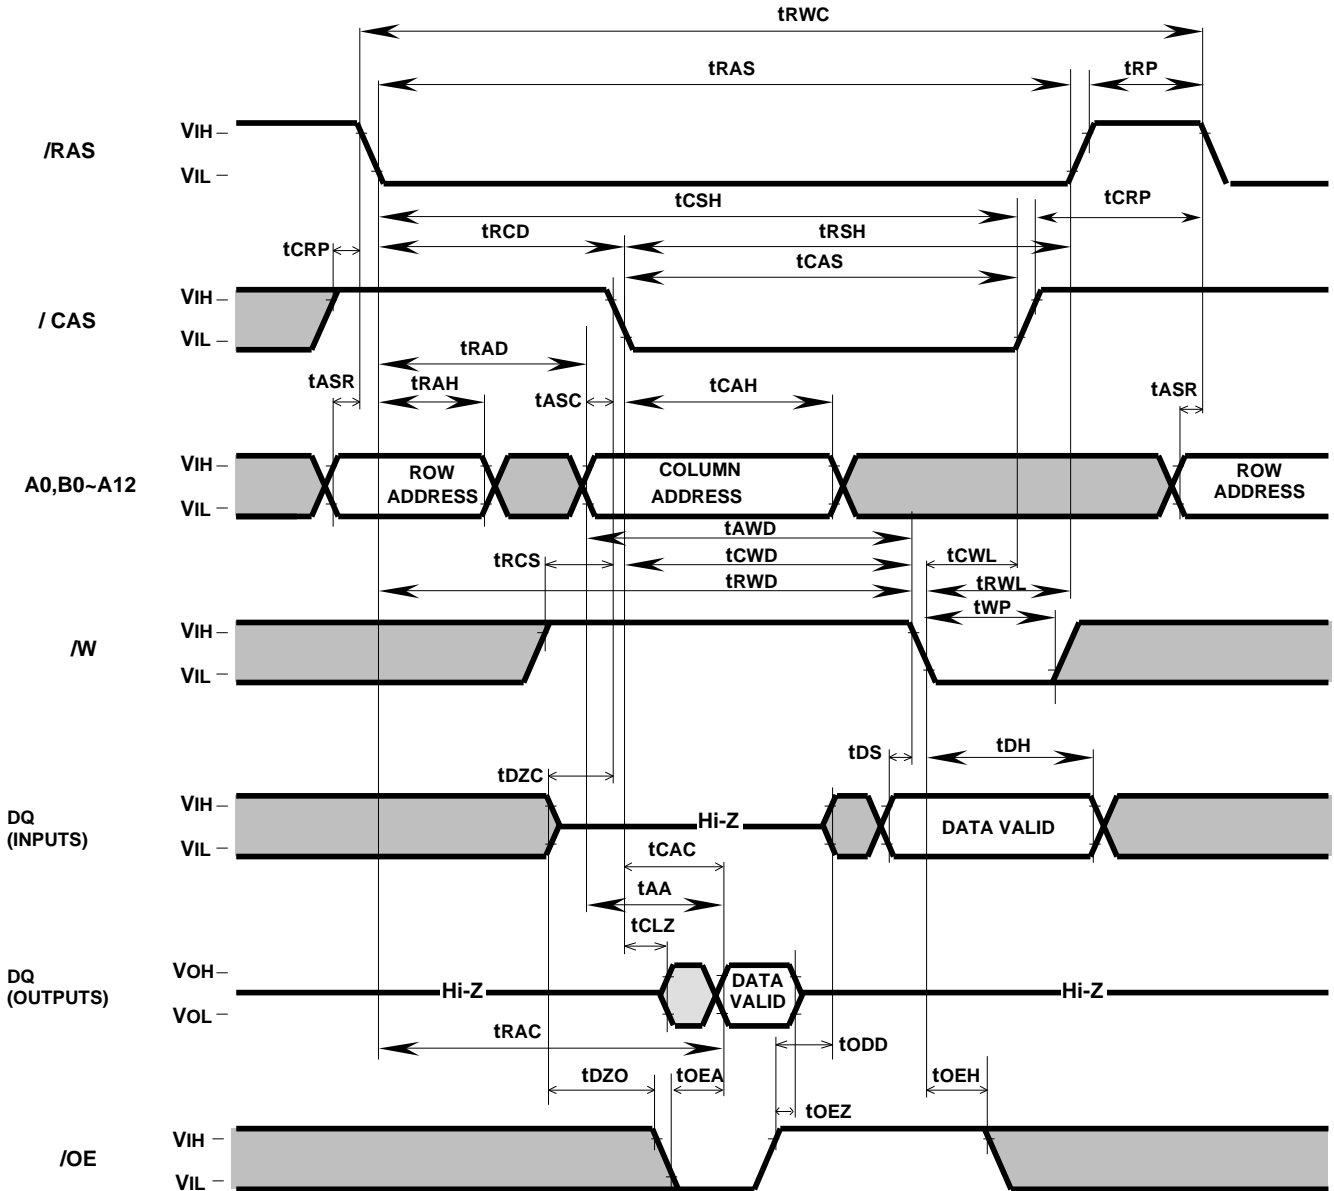 tRWC
tRAS
tRP
/RAS
VIH
VIL
tCSH
tCRP
tRCD
tRSH
tCRP
tCAS
/ CAS
VIH
VIL
tRAD
tASR
tRAH
tASC
tCAH
tASR
A0,B0~A12
VIH
VIL
ROW
ADDRESS
COLUMN
ADDRESS
ROW
ADDRESS
tAWD
tRCS
tCWD
tCWL
tRWD
tRWL
tWP
/W
VIH
VIL
tDS
tDH
tDZC
DQ
(INPUTS)
VIH
VIL
Hi-Z
DATA VALID
tCAC
tAA
tCLZ
DQ
(OUTPUTS)
VOH
VOL
Hi-Z
DATA
VALID
Hi-Z
tRAC
tODD
tDZO
tOEA
tOEH
tOEZ
/OE
VIH
VIL